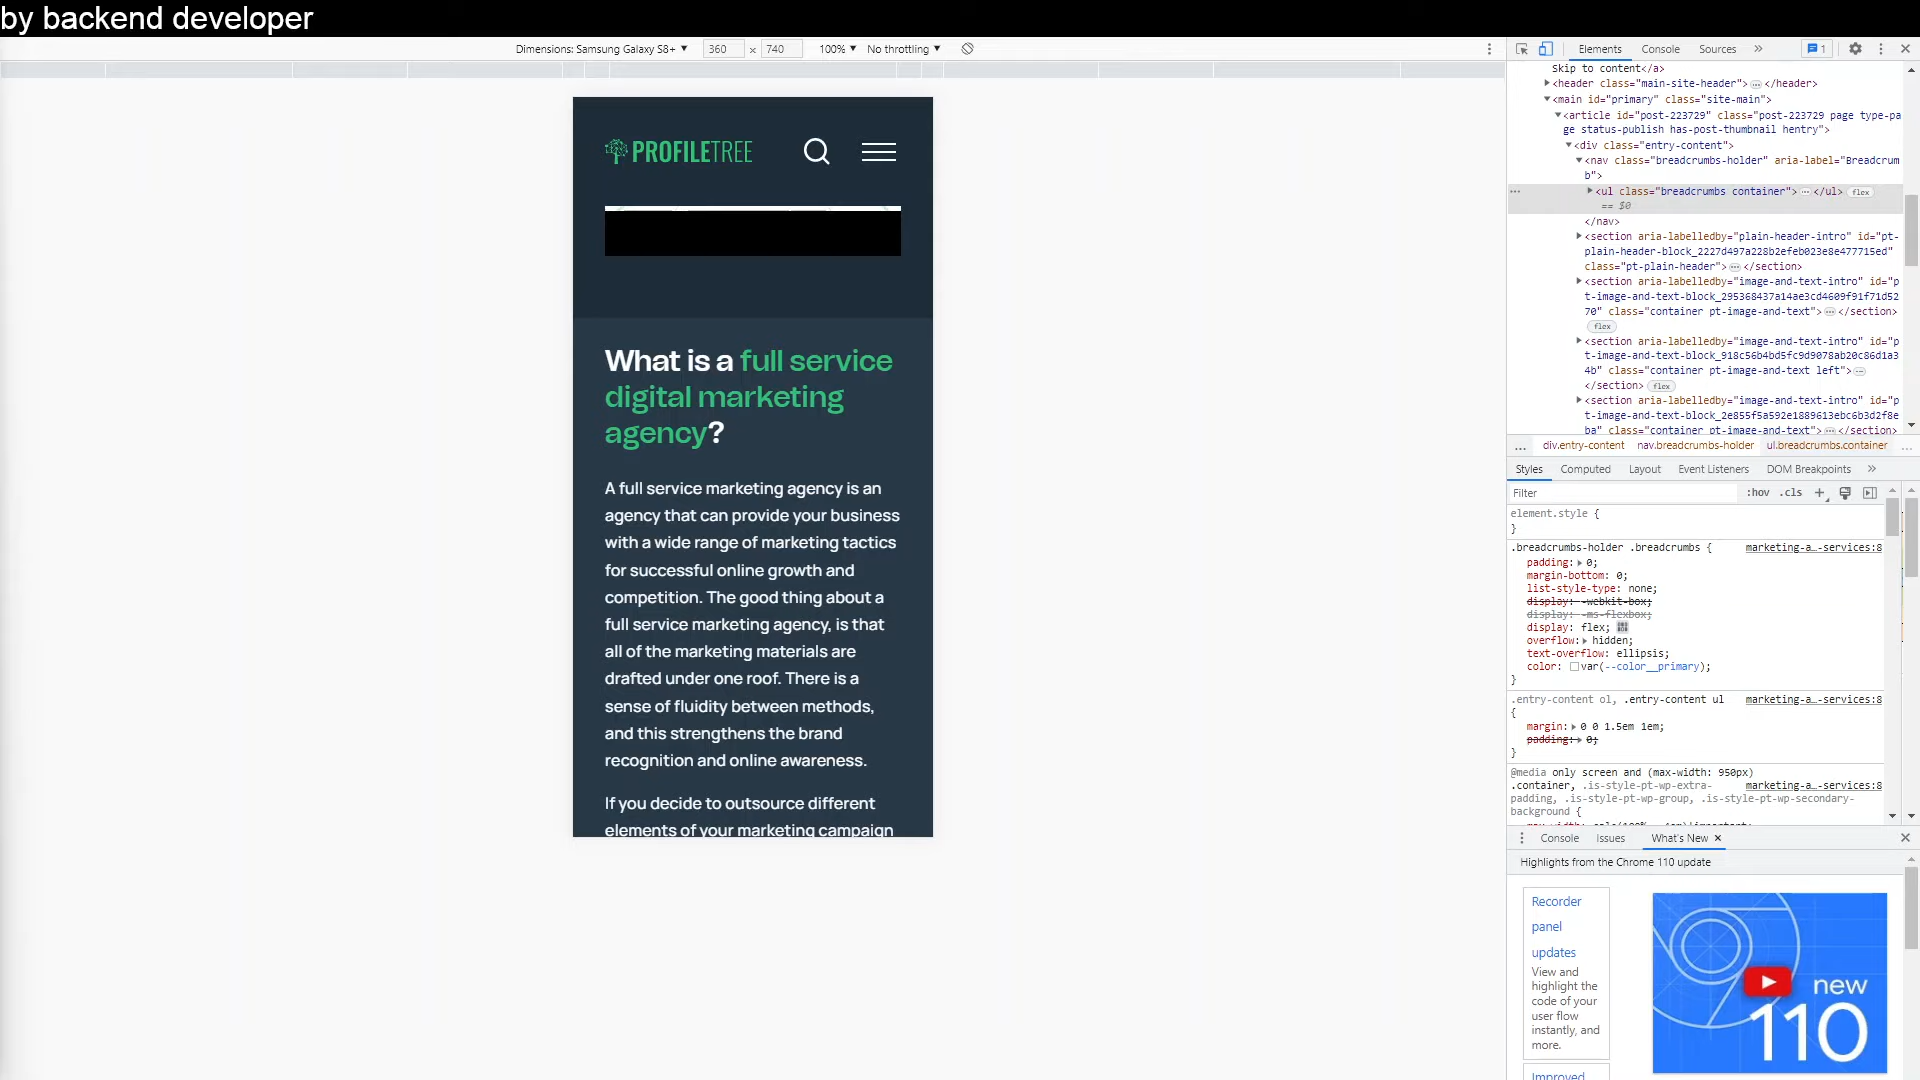 by backend developer
Dimensions: Samsung Galaxy S8+ ▼ 360 × 740 100% ▼ No throttling ▼
Elements Console Sources » 1
Skip to content</a>
<header class="main-site-header">…</header>
<main id="primary" class="site-main">
<article id="post-223729" class="post-223729 page type-pa
ge status-publish has-post-thumbnail hentry">
<div class="entry-content">
<nav class="breadcrumbs-holder" aria-label="Breadcrum
b">
<ul class="breadcrumbs container">…</ul> flex
== $0
</nav>
<section aria-labelledby="plain-header-intro" id="pt-
plain-header-block_2227d497a228b2efeb023e8e477715ed"
class="pt-plain-header">…</section>
<section aria-labelledby="image-and-text-intro" id="p
t-image-and-text-block_295368437a14ae3cd4609f91f71d52
70" class="container pt-image-and-text">…</section>
flex
<section aria-labelledby="image-and-text-intro" id="p
t-image-and-text-block_918c56b4bd5fc9d9078ab20c86d1a3
4b" class="container pt-image-and-text left">…
</section> flex
<section aria-labelledby="image-and-text-intro" id="p
t-image-and-text-block_2e855f5a592e1889613ebc6b3d2f8e
ba" class="container pt-image-and-text">…</section>
… div.entry-content nav.breadcrumbs-holder ul.breadcrumbs.container …
Styles Computed Layout Event Listeners DOM Breakpoints »
Filter :hov .cls +
element.style {
}
.breadcrumbs-holder .breadcrumbs { marketing-a…-services:8
padding: 0;
margin-bottom: 0;
list-style-type: none;
display: -webkit-box;
display: -ms-flexbox;
display: flex;
overflow: hidden;
text-overflow: ellipsis;
color: var(--color__primary);
}
.entry-content ol, .entry-content ul marketing-a…-services:8
{
margin: 0 0 1.5em 1em;
padding: 0;
}
@media only screen and (max-width: 950px)
.container, .is-style-pt-wp-extra- marketing-a…-services:8
padding, .is-style-pt-wp-group, .is-style-pt-wp-secondary-
background {
Console Issues What's New ×
Highlights from the Chrome 110 update
Recorder
panel
updates
View and
highlight the
code of your
user flow
instantly, and
more.
Improved
new
110
PROFILETREE
What is a full service
digital marketing
agency?
A full service marketing agency is an
agency that can provide your business
with a wide range of marketing tactics
for successful online growth and
competition. The good thing about a
full service marketing agency, is that
all of the marketing materials are
drafted under one roof. There is a
sense of fluidity between methods,
and this strengthens the brand
recognition and online awareness.
If you decide to outsource different
elements of your marketing campaign